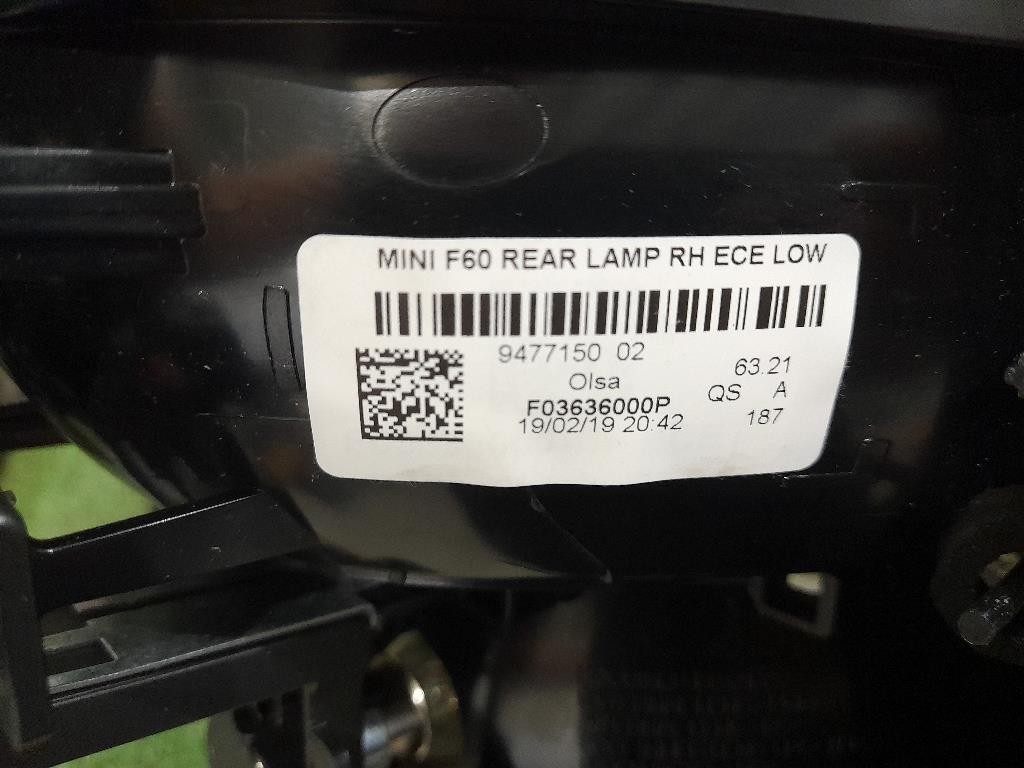 MINI F60 REAR LAMP RH ECE LOW
9477150 02
63.21
Olsa
QS A
F03636000P
187
19/02/19 20:42